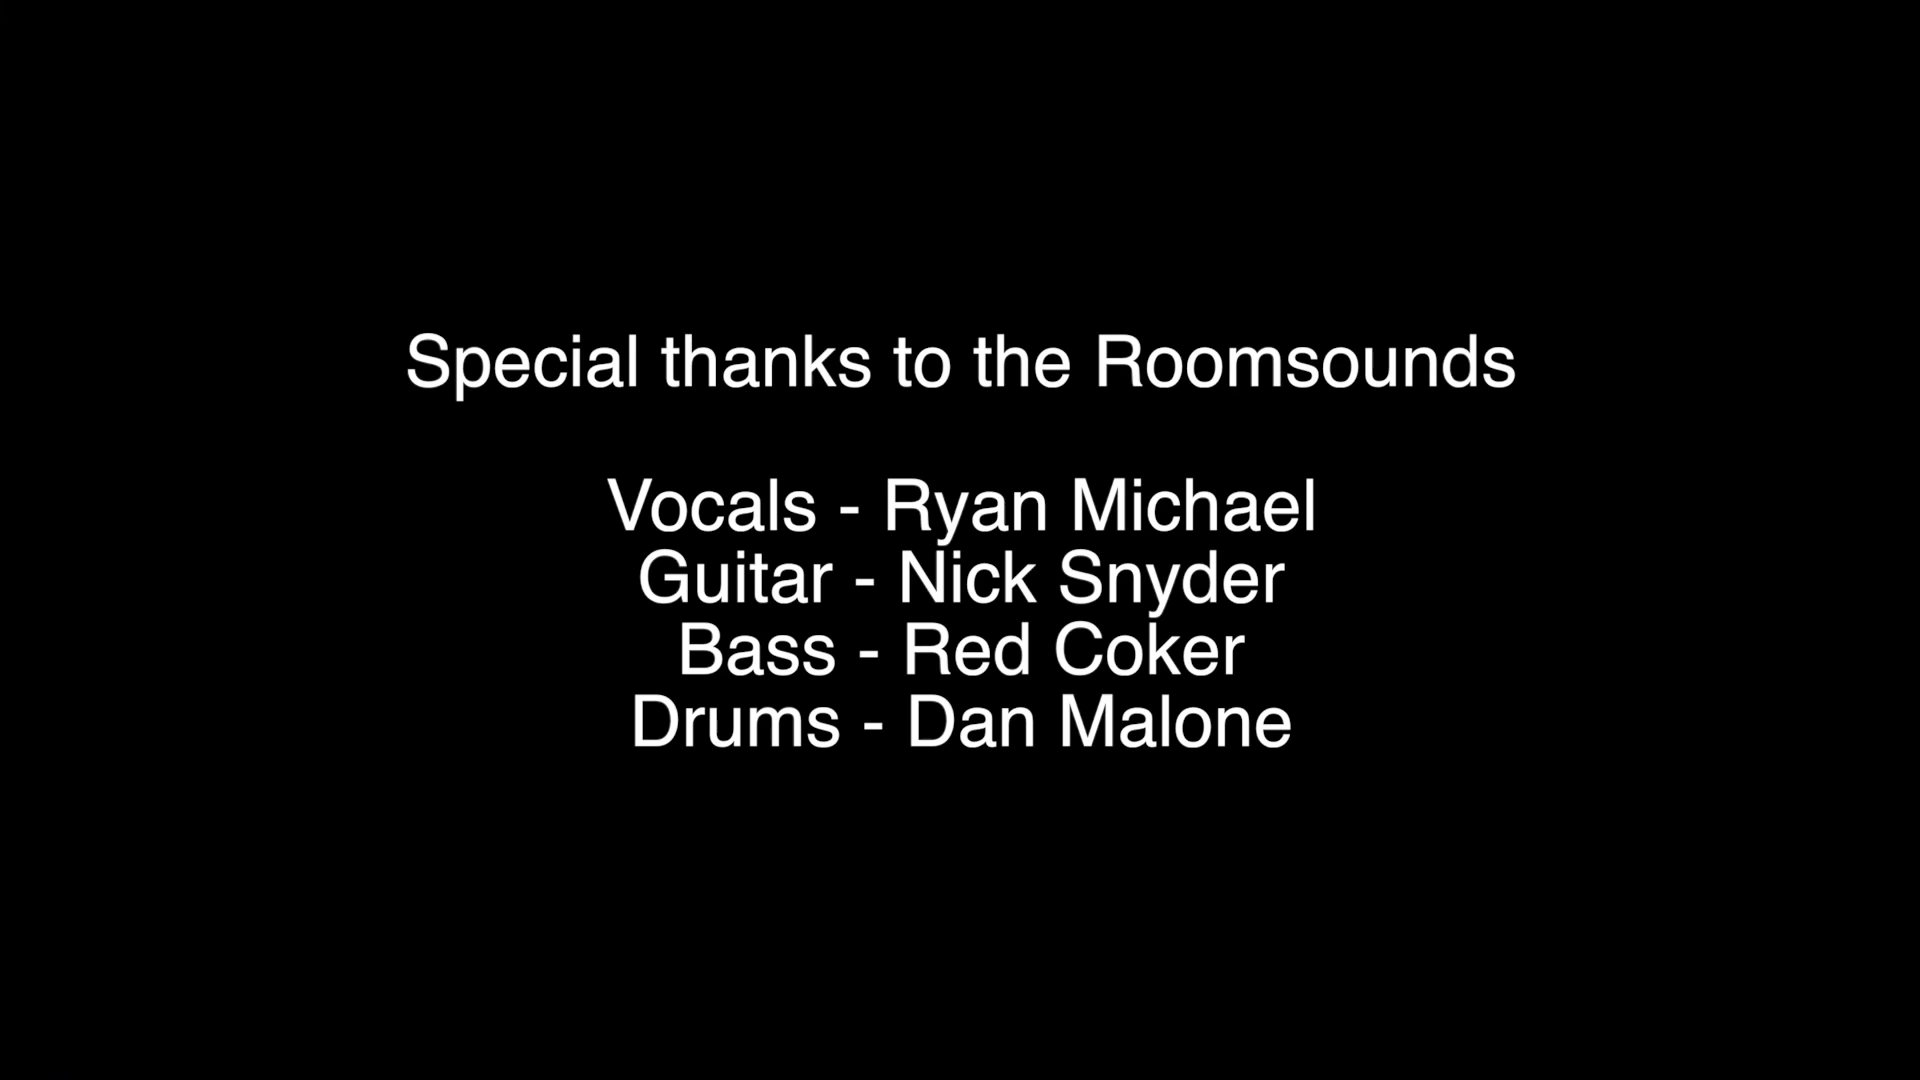 Special thanks to the Roomsounds
Vocals - Ryan Michael
Guitar - Nick Snyder
Bass - Red Coker
Drums - Dan Malone